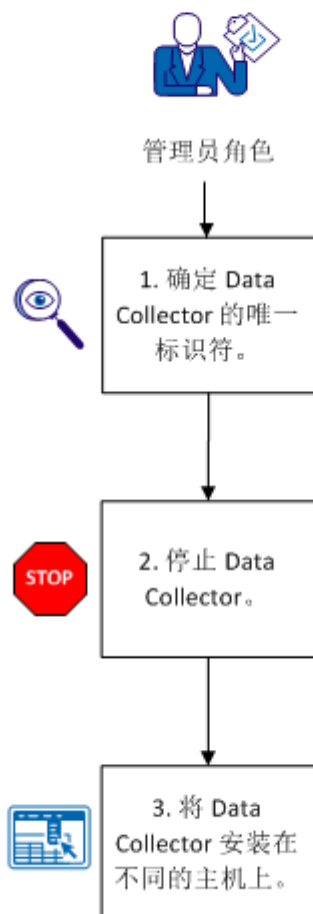 管理员角色
1. 确定 Data
Collector 的唯一
标识符。
STOP
2. 停止 Data
Collector。
3. 将 Data
Collector 安装在
不同的主机上。